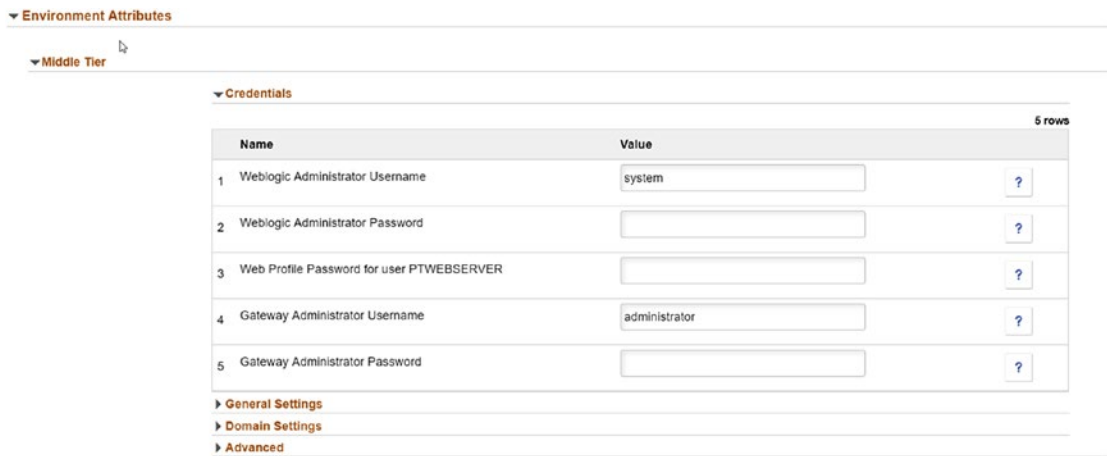 Environment Attributes
Middle Tier
Credentials
5 rows
Name Value
1 Weblogic Administrator Username system ?
2 Weblogic Administrator Password ?
3 Web Profile Password for user PTWEBSERVER ?
4 Gateway Administrator Username administrator ?
5 Gateway Administrator Password ?
General Settings
Domain Settings
Advanced